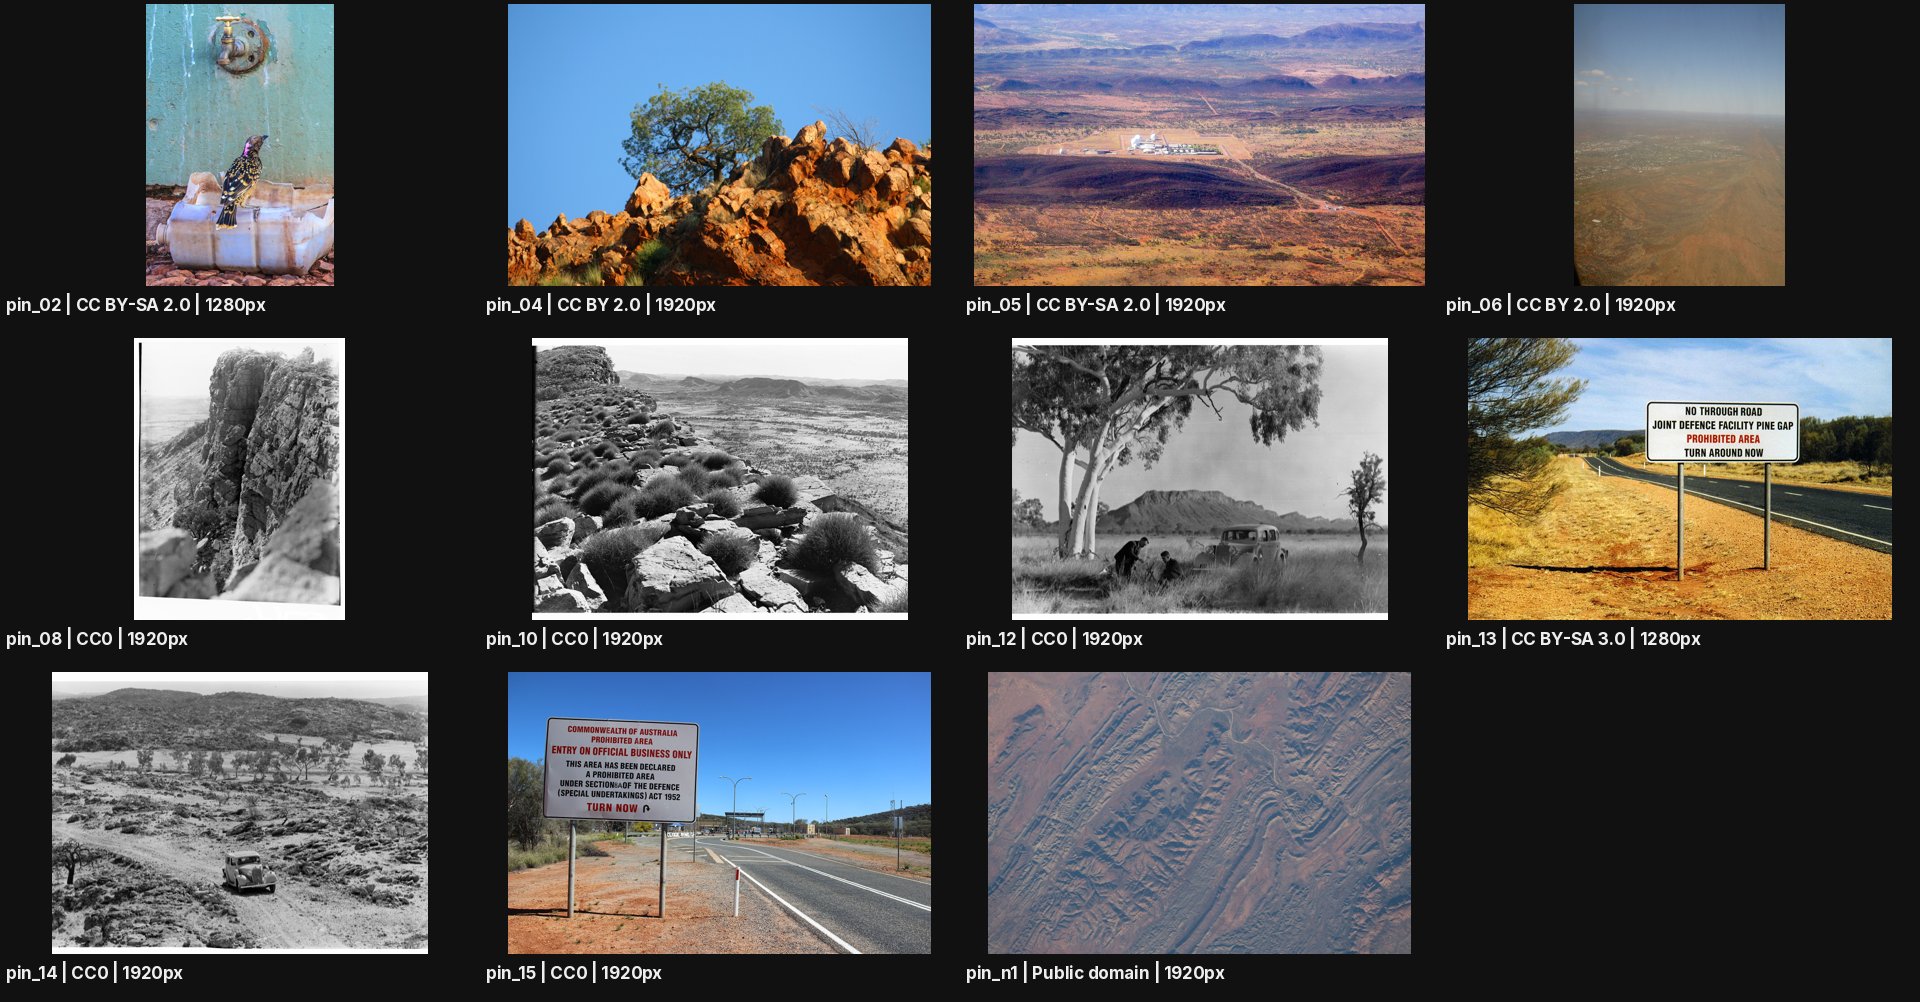 pin_02 | CC BY-SA 2.0 | 1280px
pin_04 | CC BY 2.0 | 1920px
pin_05 | CC BY-SA 2.0 | 1920px
pin_06 | CC BY 2.0 | 1920px
NO THROUGH ROAD
JOINT DEFENCE FACILITY PINE GAP
PROHIBITED AREA
TURN AROUND NOW
pin_08 | CC0 | 1920px
pin_10 | CC0 | 1920px
pin_12 | CC0 | 1920px
pin_13 | CC BY-SA 3.0 | 1280px
COMMONWEALTH OF AUSTRALIA
PROHIBITED AREA
ENTRY ON OFFICIAL BUSINESS ONLY
THIS AREA HAS BEEN DECLARED
A PROHIBITED AREA
UNDER SECTION 8A OF THE DEFENCE
(SPECIAL UNDERTAKINGS) ACT 1952
TURN NOW
pin_14 | CC0 | 1920px
pin_15 | CC0 | 1920px
pin_n1 | Public domain | 1920px